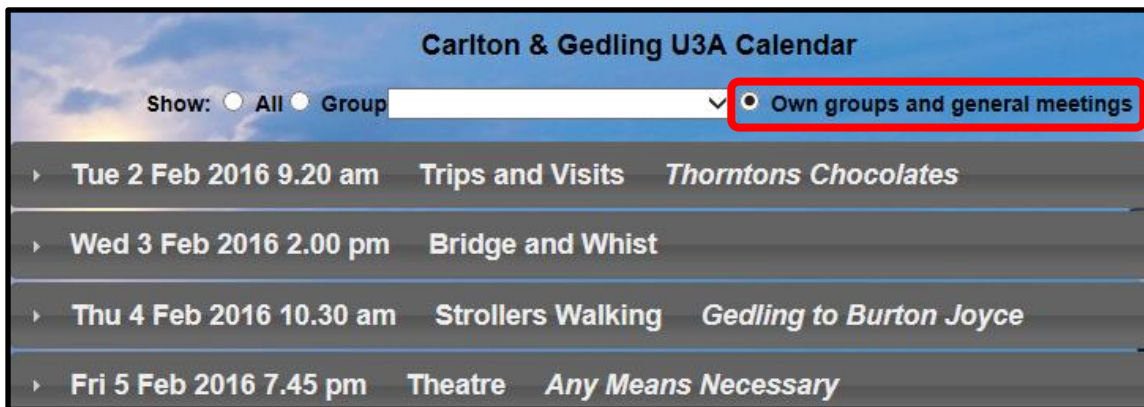 Carlton & Gedling U3A Calendar
Show: All Group Own groups and general meetings
Tue 2 Feb 2016 9.20 am Trips and Visits Thorntons Chocolates
Wed 3 Feb 2016 2.00 pm Bridge and Whist
Thu 4 Feb 2016 10.30 am Strollers Walking Gedling to Burton Joyce
Fri 5 Feb 2016 7.45 pm Theatre Any Means Necessary